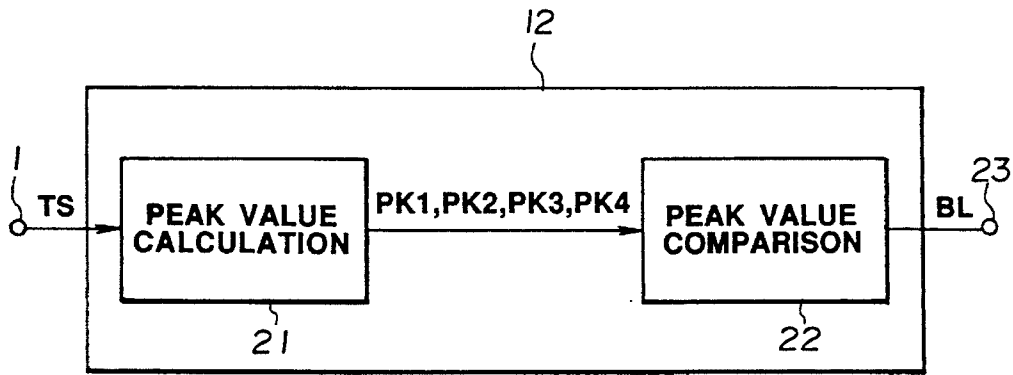 12
1
TS
PEAK VALUE
CALCULATION
21
PK1,PK2,PK3,PK4
PEAK VALUE
COMPARISON
22
BL
23